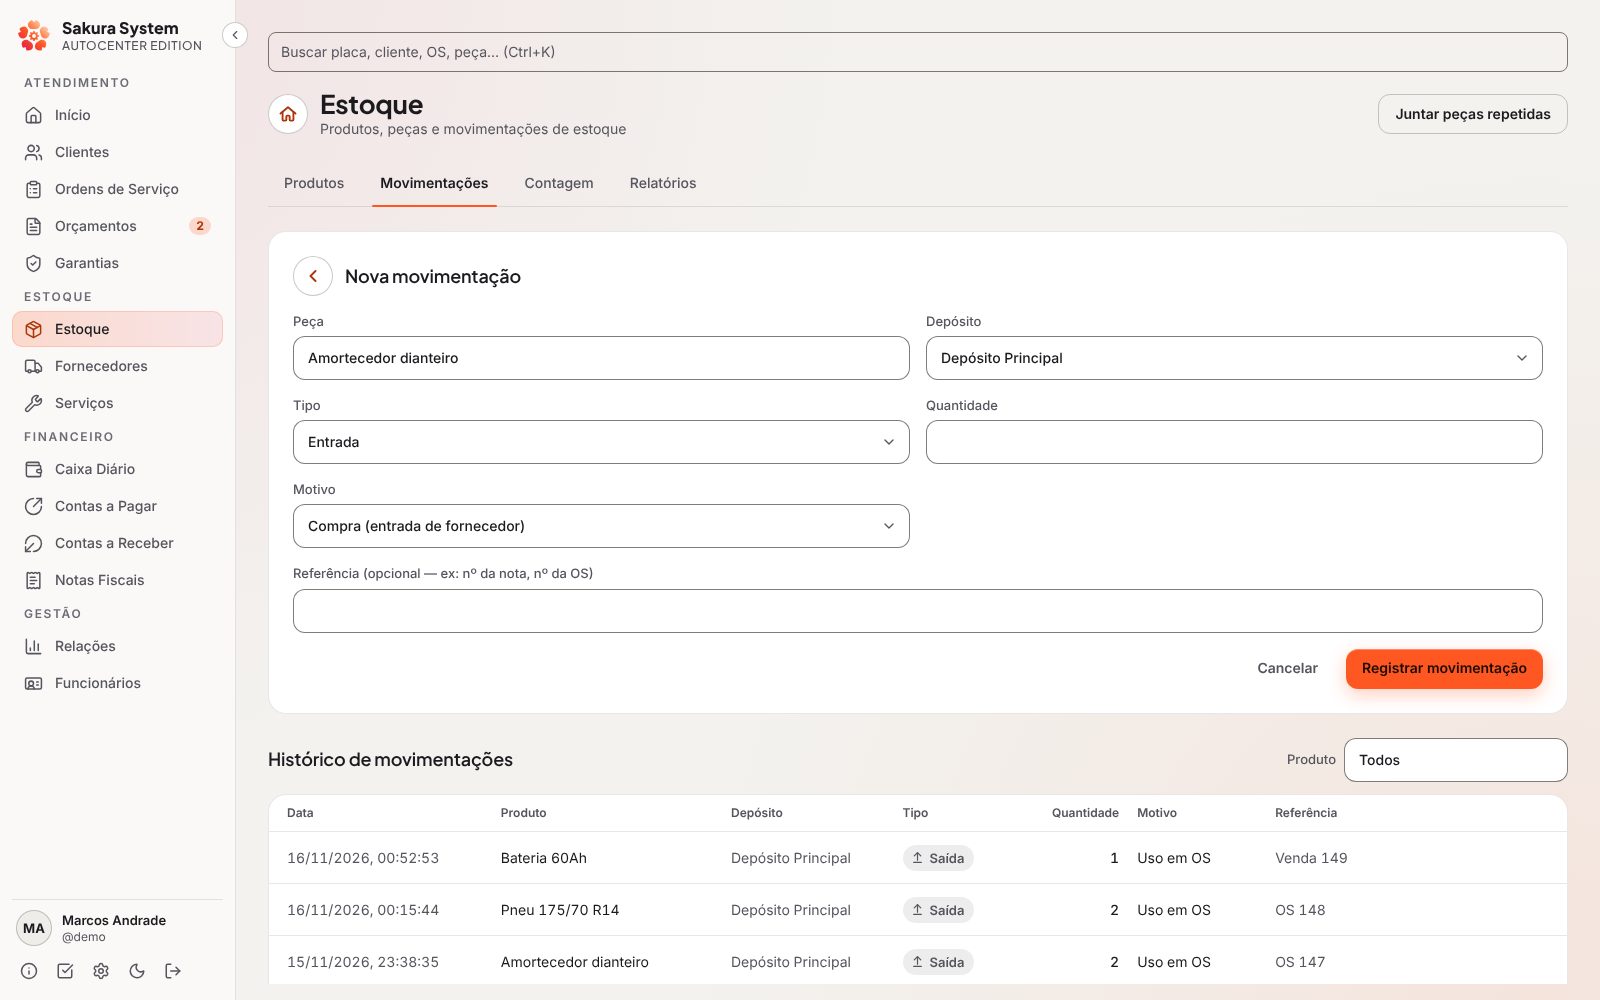 Sakura System
AUTOCENTER EDITION
ATENDIMENTO
Início
Clientes
Ordens de Serviço
Orçamentos 2
Garantias
ESTOQUE
Estoque
Fornecedores
Serviços
FINANCEIRO
Caixa Diário
Contas a Pagar
Contas a Receber
Notas Fiscais
GESTÃO
Relações
Funcionários
MA
Marcos Andrade
@demo
Buscar placa, cliente, OS, peça... (Ctrl+K)
Estoque
Produtos, peças e movimentações de estoque
Juntar peças repetidas
Produtos Movimentações Contagem Relatórios
Nova movimentação
Peça Depósito
Amortecedor dianteiro Depósito Principal
Tipo Quantidade
Entrada
Motivo
Compra (entrada de fornecedor)
Referência (opcional — ex: nº da nota, nº da OS)
Cancelar Registrar movimentação
Histórico de movimentações Produto Todos
Data Produto Depósito Tipo Quantidade Motivo Referência
16/11/2026, 00:52:53 Bateria 60Ah Depósito Principal Saída 1 Uso em OS Venda 149
16/11/2026, 00:15:44 Pneu 175/70 R14 Depósito Principal Saída 2 Uso em OS OS 148
15/11/2026, 23:38:35 Amortecedor dianteiro Depósito Principal Saída 2 Uso em OS OS 147